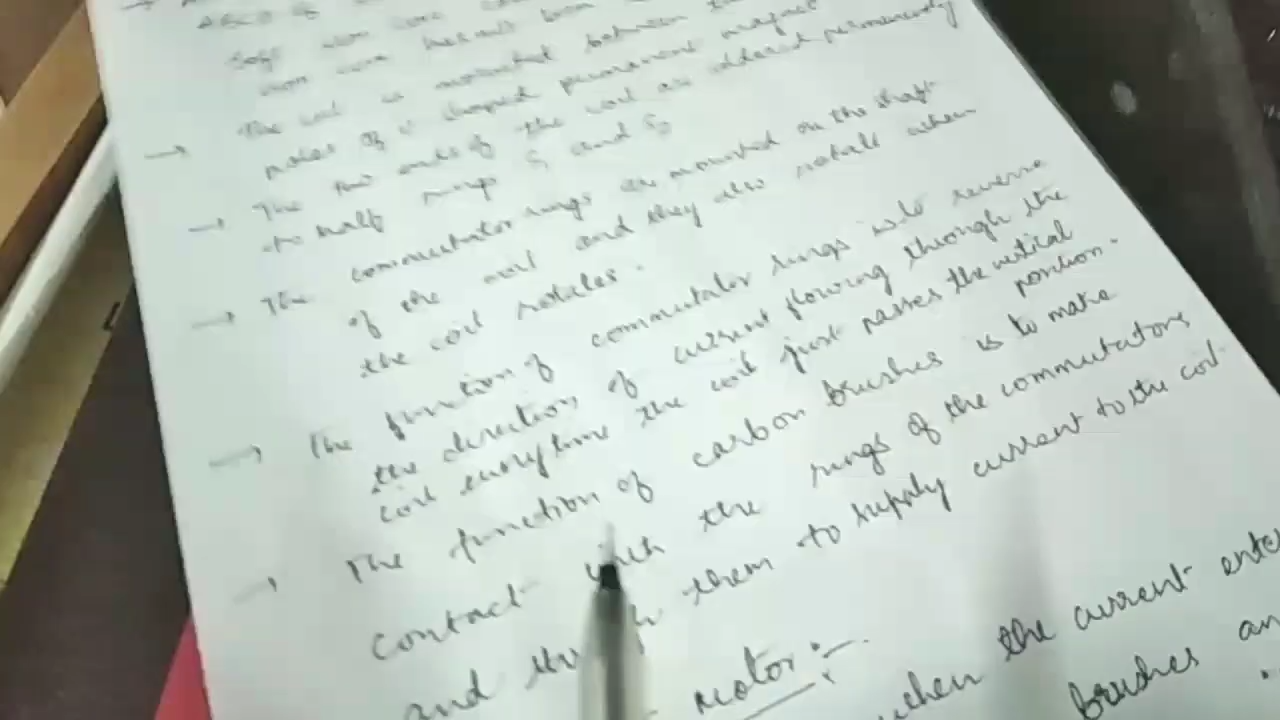 soft iron core
The coil is mounted between the
poles of U shaped permanent magnet
→ The two ends of the coil are soldered permanently
to half rings S₁ and S₂
→ The commutator rings are mounted on the shaft
of the coil and they also rotate when
the coil rotates.
→ The function of commutator rings is to reverse
the direction of current flowing through the
coil everytime the coil just passes the vertical
portion.
→ The function of carbon brushes is to make
contact with the rings of the commutators
and through them to supply current to the coil.
motor :-
when the current
brushes